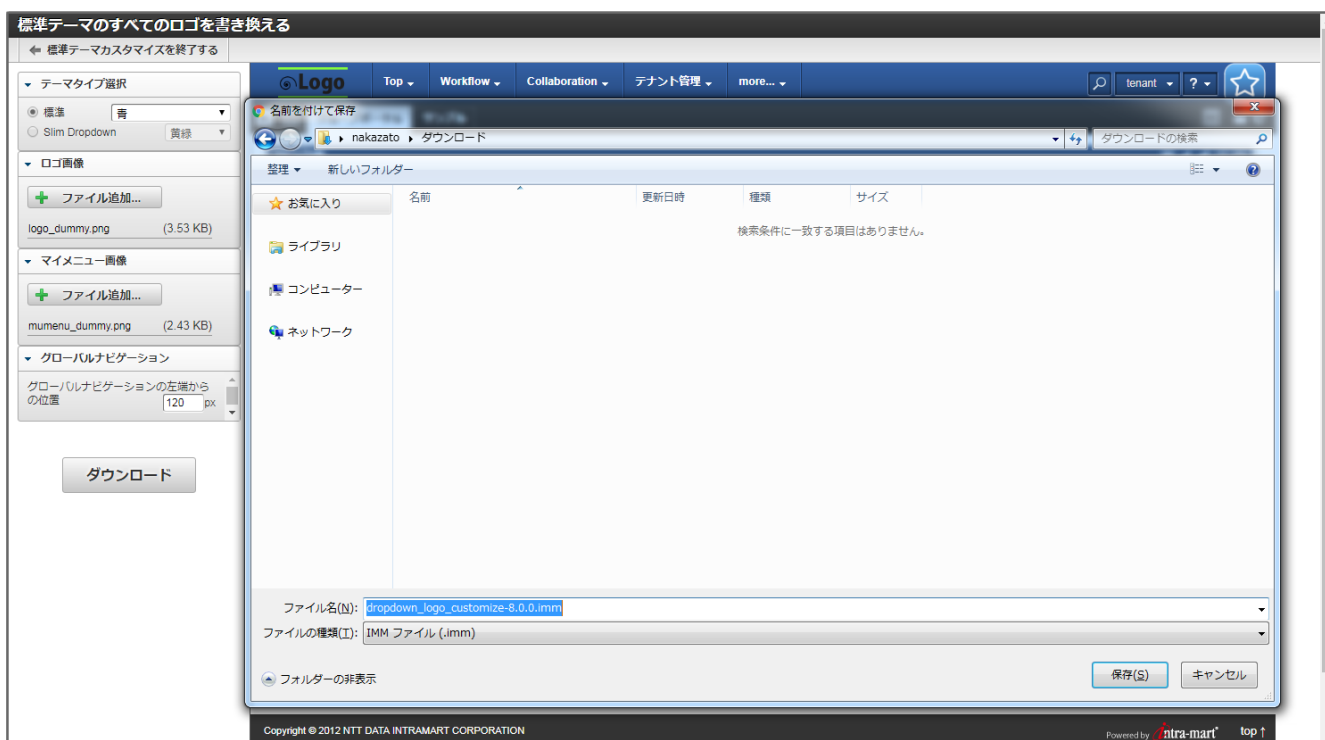 標準テーマのすべてのロゴを書き換える
標準テーマカスタマイズを終了する
テーマタイプ選択
標準 青
Slim Dropdown 黄緑
ロゴ画像
ファイル追加...
logo_dummy.png (3.53 KB)
マイメニュー画像
ファイル追加...
mumenu_dummy.png (2.43 KB)
グローバルナビゲーション
グローバルナビゲーションの左端から
の位置 120 px
ダウンロード
Logo Top Workflow Collaboration テナント管理 more... tenant ?
名前を付けて保存
nakazato ダウンロード ダウンロードの検索
整理 新しいフォルダー
お気に入り
ライブラリ
コンピューター
ネットワーク
名前 更新日時 種類 サイズ
検索条件に一致する項目はありません。
ファイル名(N): dropdown_logo_customize-8.0.0.imm
ファイルの種類(T): IMM ファイル (.imm)
フォルダーの非表示 保存(S) キャンセル
Copyright © 2012 NTT DATA INTRAMART CORPORATION Powered by intra-mart® top ↑